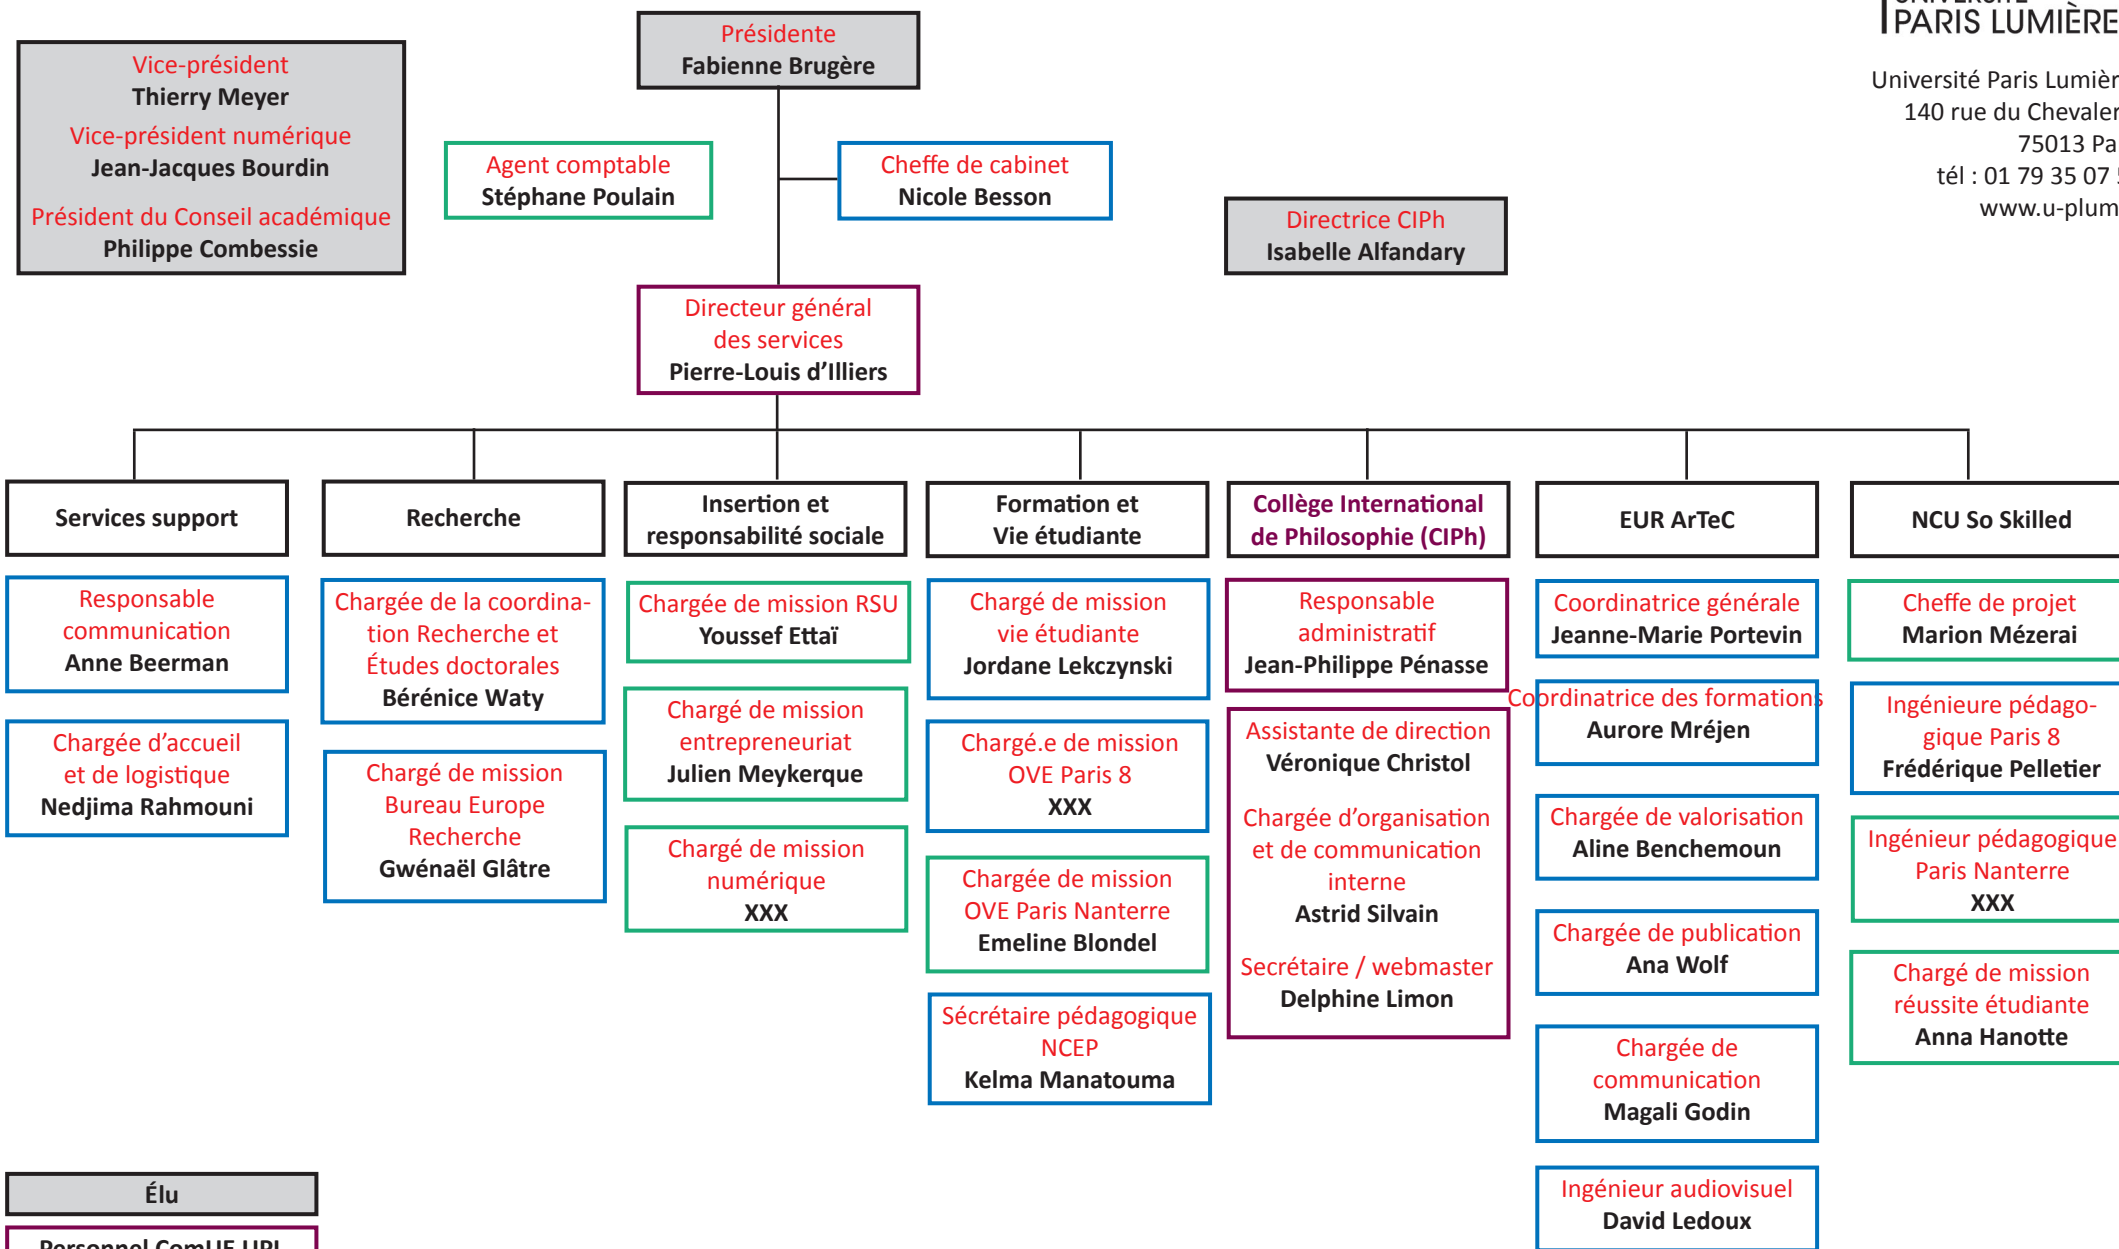 PARIS LUMIÈRE
Université Paris Lumièr
140 rue du Chevaler
75013 Pa
tél : 01 79 35 07
www.u-plum
Vice-président
Thierry Meyer
Vice-président numérique
Jean-Jacques Bourdin
Président du Conseil académique
Philippe Combessie
Présidente
Fabienne Brugère
Agent comptable
Stéphane Poulain
Cheffe de cabinet
Nicole Besson
Directrice CIPh
Isabelle Alfandary
Directeur général
des services
Pierre-Louis d’Illiers
Services support
Responsable
communication
Anne Beerman
Chargée d’accueil
et de logistique
Nedjima Rahmouni
Recherche
Chargée de la coordina-
tion Recherche et
Études doctorales
Bérénice Waty
Chargé de mission
Bureau Europe
Recherche
Gwénaël Glâtre
Insertion et
responsabilité sociale
Chargée de mission RSU
Youssef Ettaï
Chargé de mission
entrepreneuriat
Julien Meykerque
Chargé de mission
numérique
XXX
Formation et
Vie étudiante
Chargé de mission
vie étudiante
Jordane Lekczynski
Chargé.e de mission
OVE Paris 8
XXX
Chargée de mission
OVE Paris Nanterre
Emeline Blondel
Sécrétaire pédagogique
NCEP
Kelma Manatouma
Collège International
de Philosophie (CIPh)
Responsable
administratif
Jean-Philippe Pénasse
Assistante de direction
Véronique Christol
Chargée d’organisation
et de communication
interne
Astrid Silvain
Secrétaire / webmaster
Delphine Limon
EUR ArTeC
Coordinatrice générale
Jeanne-Marie Portevin
Coordinatrice des formations
Aurore Mréjen
Chargée de valorisation
Aline Benchemoun
Chargée de publication
Ana Wolf
Chargée de
communication
Magali Godin
Ingénieur audiovisuel
David Ledoux
NCU So Skilled
Cheffe de projet
Marion Mézerai
Ingénieure pédago-
gique Paris 8
Frédérique Pelletier
Ingénieur pédagogique
Paris Nanterre
XXX
Chargé de mission
réussite étudiante
Anna Hanotte
Élu
Personnel ComUE UPL